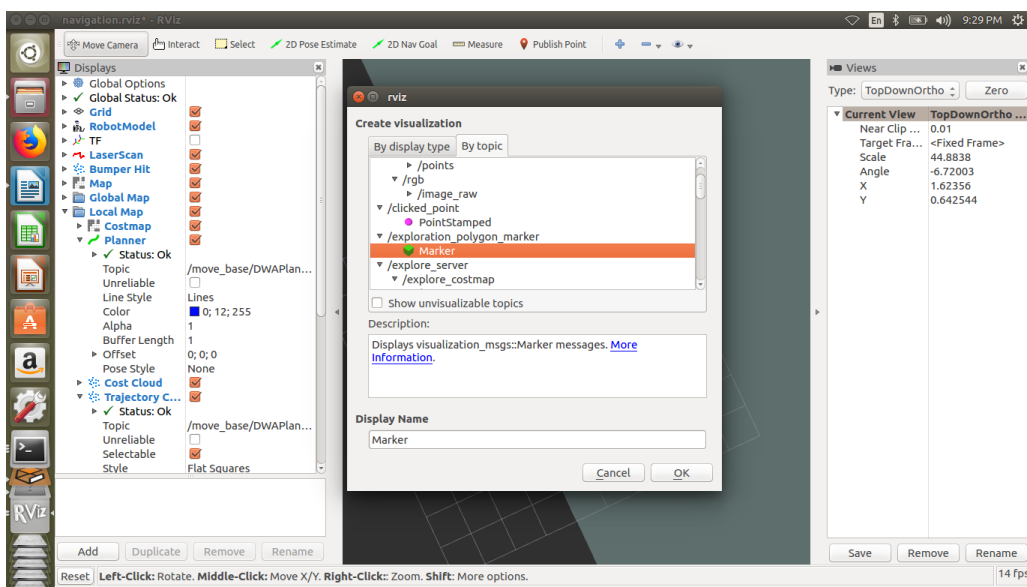 navigation.rviz* - RViz
En
9:29 PM
Move Camera
Interact
Select
2D Pose Estimate
2D Nav Goal
Measure
Publish Point
Displays
Global Options
Global Status: Ok
Grid
RobotModel
TF
LaserScan
Bumper Hit
Map
Global Map
Local Map
Costmap
Planner
Status: Ok
Topic /move_base/DWAPlan...
Unreliable
Line Style Lines
Color 0; 12; 255
Alpha 1
Buffer Length 1
Offset 0; 0; 0
Pose Style None
Cost Cloud
Trajectory C...
Status: Ok
Topic /move_base/DWAPlan...
Unreliable
Selectable
Style Flat Squares
Add
Duplicate
Remove
Rename
rviz
Create visualization
By display type
By topic
/points
/rgb
/image_raw
/clicked_point
PointStamped
/exploration_polygon_marker
Marker
/explore_server
/explore_costmap
Show unvisualizable topics
Description:
Displays visualization_msgs::Marker messages. More
Information.
Display Name
Marker
Cancel
OK
Views
Type: TopDownOrtho
Zero
Current View TopDownOrtho ...
Near Clip ... 0.01
Target Fra... <Fixed Frame>
Scale 44.8838
Angle -6.72003
X 1.62356
Y 0.642544
Save
Remove
Rename
RViz
Reset
Left-Click: Rotate. Middle-Click: Move X/Y. Right-Click:: Zoom. Shift: More options.
14 fps